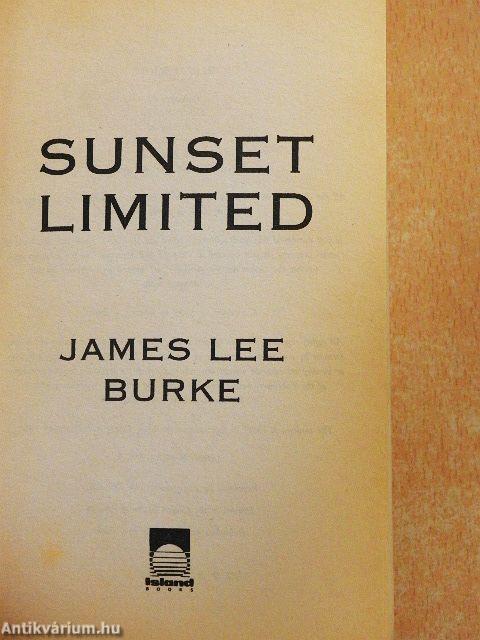 SUNSET
LIMITED
JAMES LEE
BURKE
Island
BOOKS
Antikvárium.hu